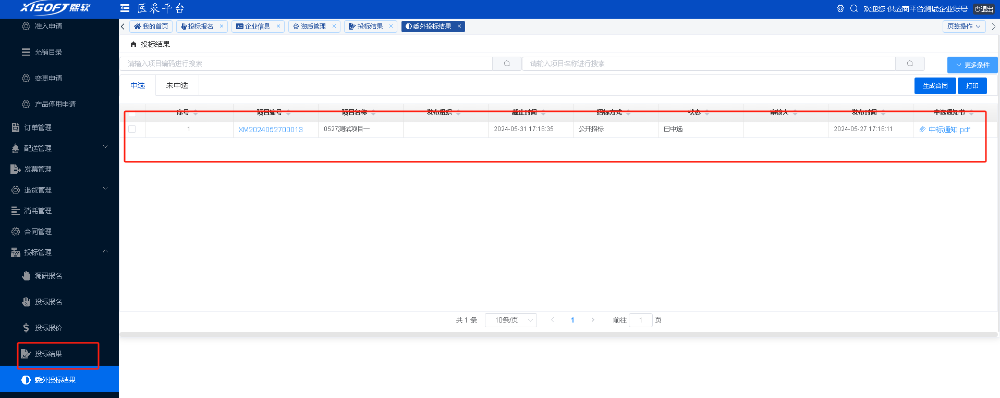 XISOFT熙软
医采平台
欢迎您 供应商平台测试企业账号
退出
准入申请
允销目录
变更申请
产品停用申请
订单管理
配送管理
发票管理
退货管理
消耗管理
合同管理
投标管理
调研报名
投标报名
投标报价
投标结果
委外投标结果
我的首页 投标报名 × 企业信息 × 资质管理 × 投标结果 × 委外投标结果 × 页签操作
投标结果
请输入项目编码进行搜索 请输入项目名称进行搜索 更多条件
中选 未中选 生成合同 打印
序号 项目编号 项目名称 发布组织 截止时间 招标方式 状态 审核人 发布时间 中选通知书
1 XM2024052700013 0527测试项目一 2024-05-31 17:16:35 公开招标 已中选 2024-05-27 17:16:11 中标通知.pdf
共 1 条 10条/页 1 前往 1 页